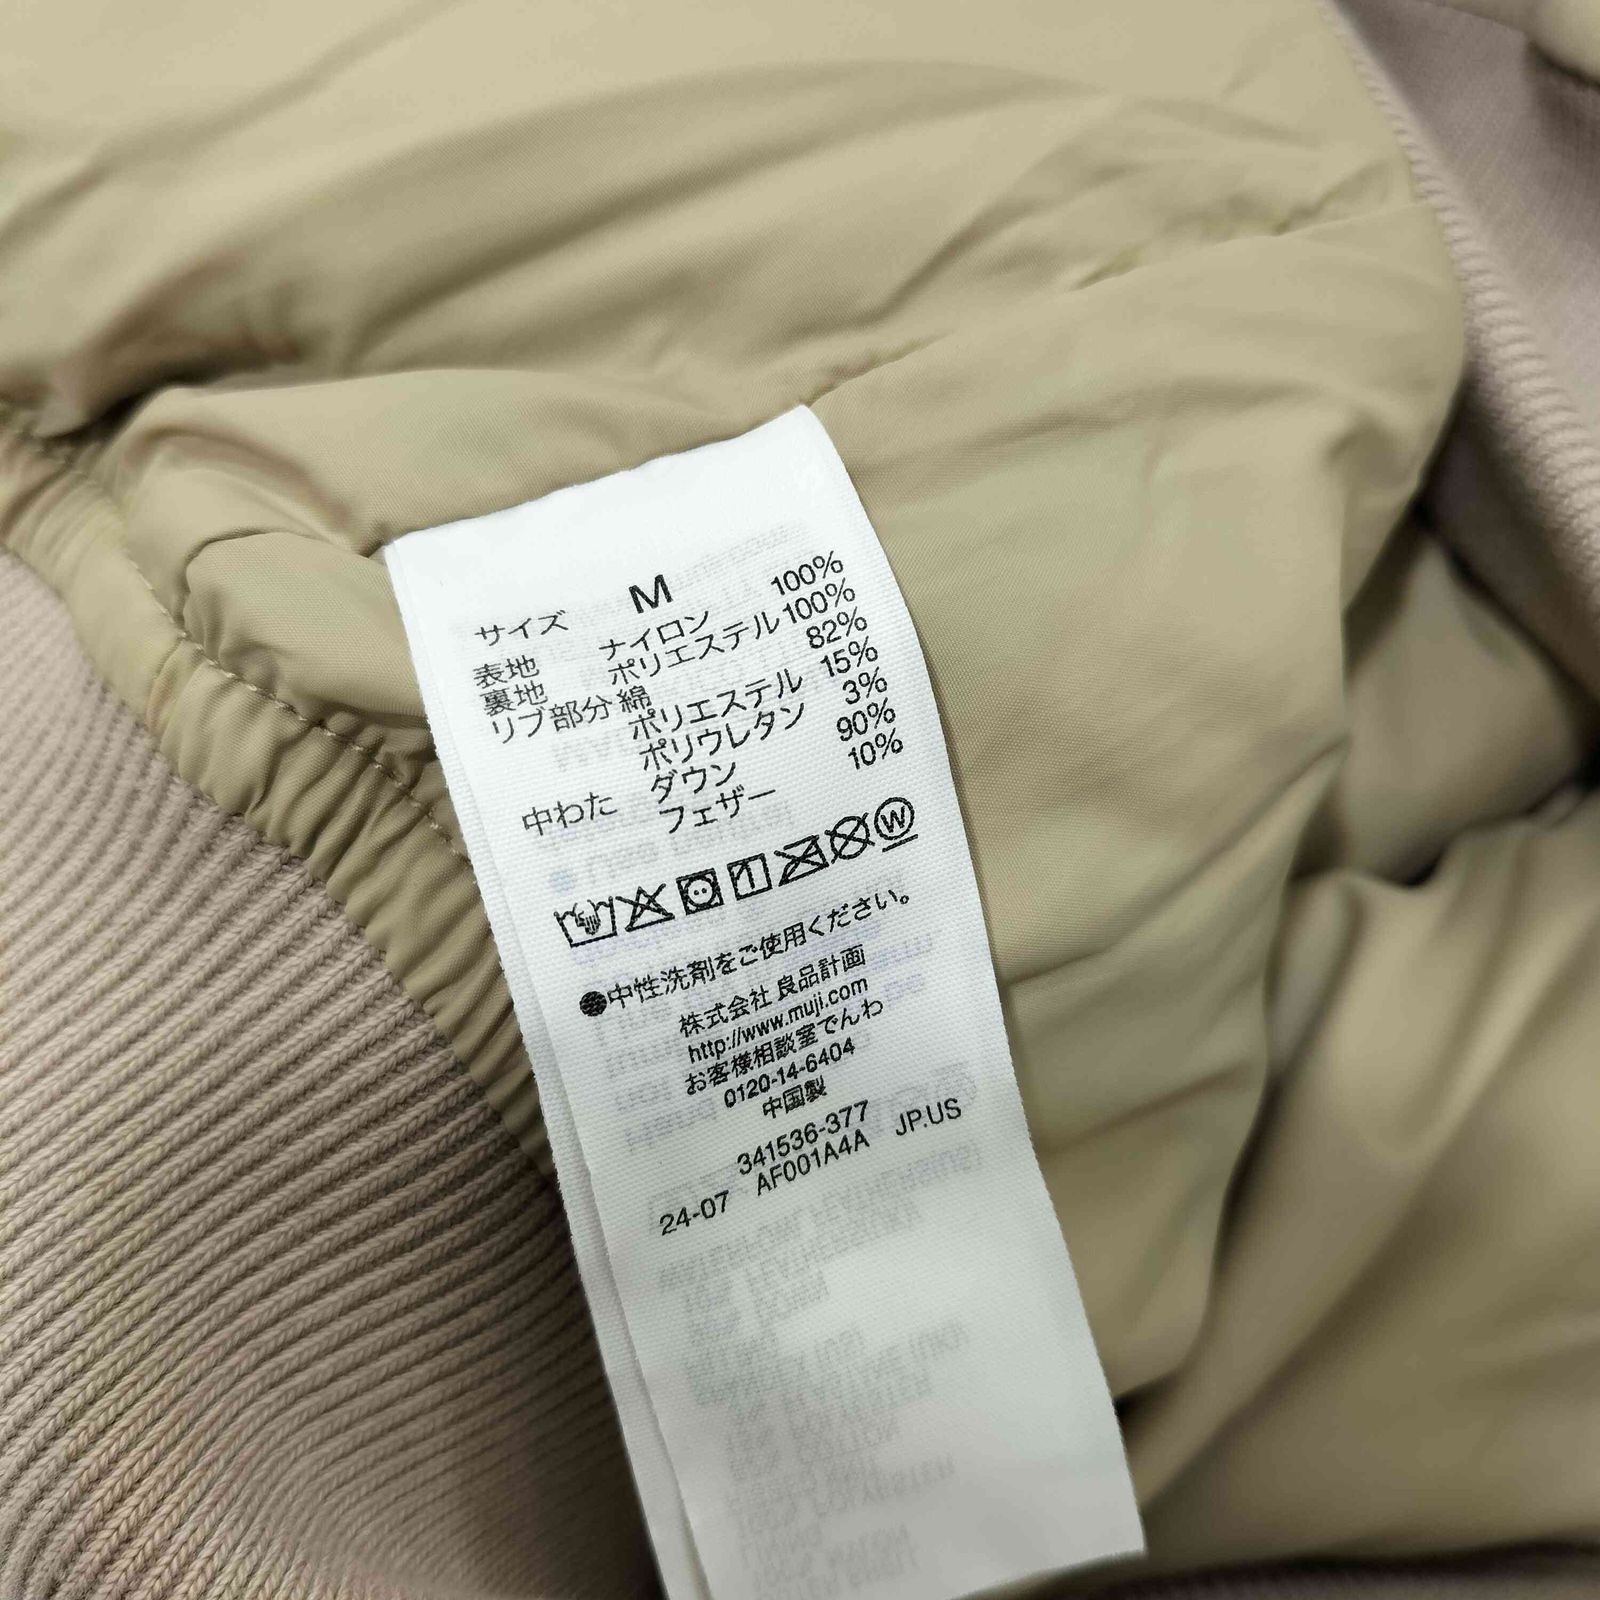 サイズ M
表地 ナイロン 100%
裏地 ポリエステル 100%
リブ部分 綿 82%
ポリエステル 15%
ポリウレタン 3%
中わた ダウン 90%
フェザー 10%
W
●中性洗剤をご使用ください。
株式会社 良品計画
http://www.muji.com
お客様相談室でんわ
0120-14-6404
中国製
341536-377
24-07 AF001A4A JP.US